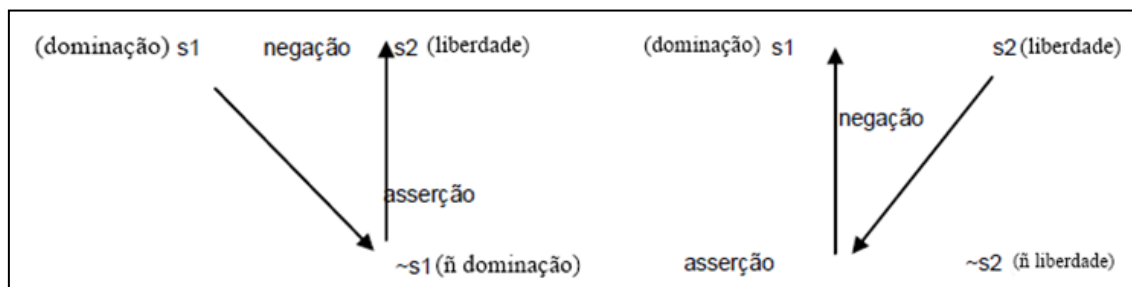 (dominação) s1 negação s2 (liberdade)
asserção
~s1 (ñ dominação)
(dominação) s1 s2 (liberdade)
negação
asserção ~s2 (ñ liberdade)